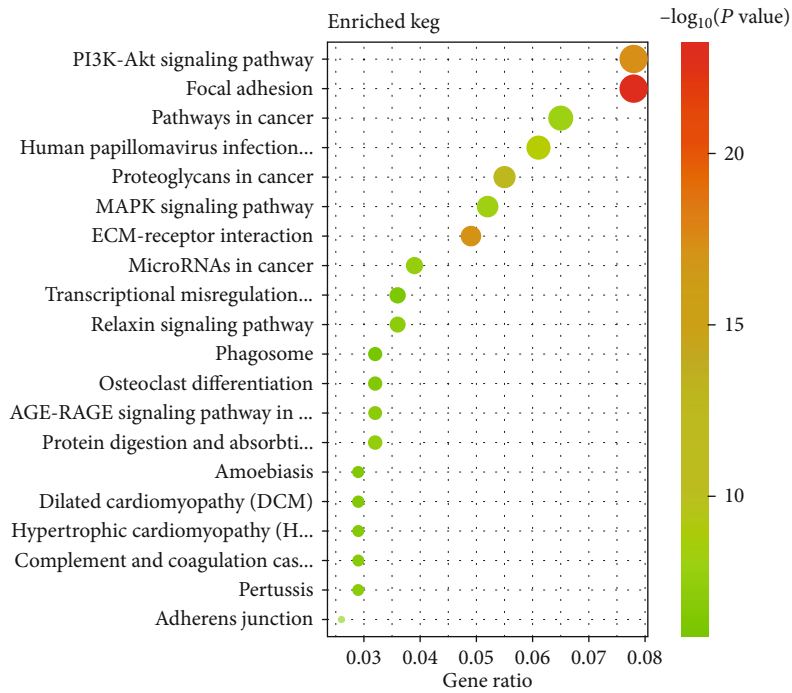 Enriched keg
–log10(P value)
PI3K-Akt signaling pathway
Focal adhesion
Pathways in cancer
Human papillomavirus infection...
Proteoglycans in cancer
MAPK signaling pathway
ECM-receptor interaction
MicroRNAs in cancer
Transcriptional misregulation...
Relaxin signaling pathway
Phagosome
Osteoclast differentiation
AGE-RAGE signaling pathway in ...
Protein digestion and absorbti...
Amoebiasis
Dilated cardiomyopathy (DCM)
Hypertrophic cardiomyopathy (H...
Complement and coagulation cas...
Pertussis
Adherens junction
0.03 0.04 0.05 0.06 0.07 0.08
Gene ratio
20
15
10